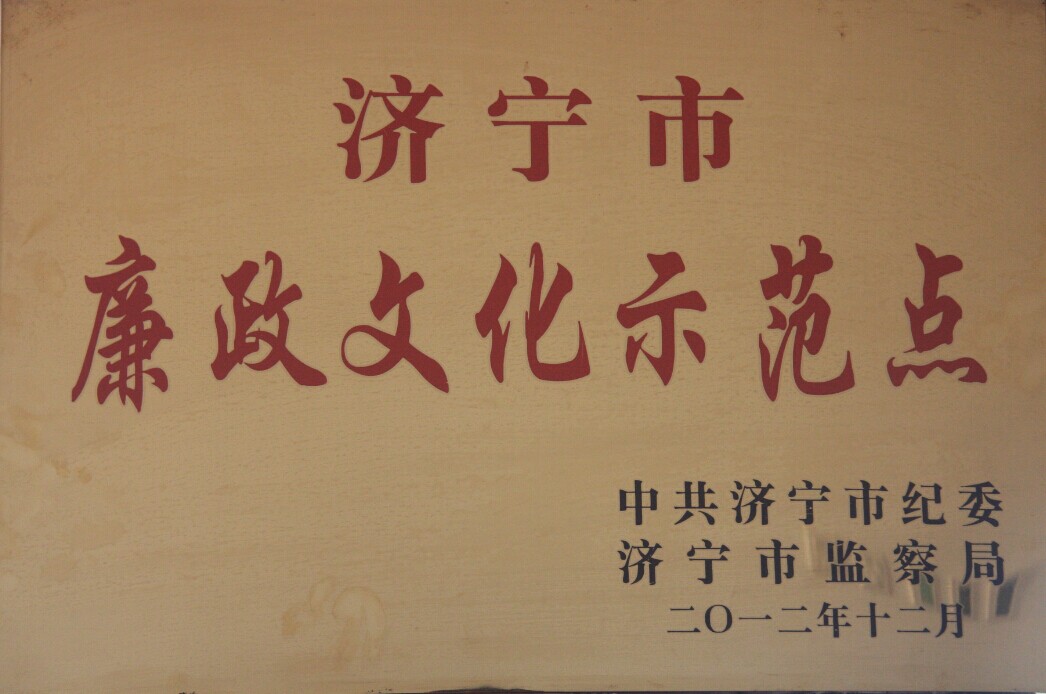 济宁市
廉政文化示范点
中共济宁市纪委
济宁市监察局
二〇一二年十二月